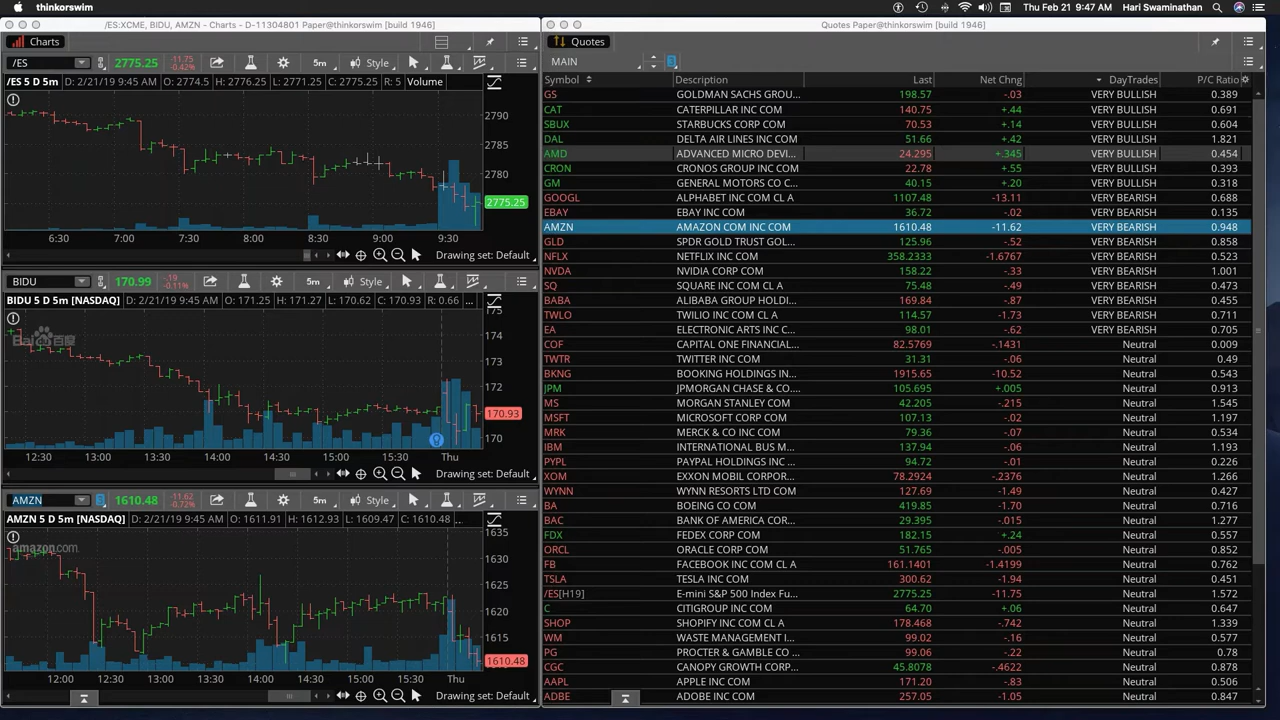 thinkorswim
Thu Feb 21 9:47 AM Hari Swaminathan
/ES:XCME, BIDU, AMZN - Charts - D-11304801 Paper@thinkorswim [build 1946]
Charts
/ES 2775.25 -11.75 -0.42% 5m Style
/ES 5 D 5m D: 2/21/19 9:45 AM O: 2774.5 H: 2776.25 L: 2771.25 C: 2775.25 R: 5 Volume
2790
2785
2780
2775.25
6:30 7:00 7:30 8:00 8:30 9:00 9:30
Drawing set: Default
BIDU 170.99 -.19 -0.11% 5m Style
BIDU 5 D 5m [NASDAQ] D: 2/21/19 9:45 AM O: 171.25 H: 171.27 L: 170.62 C: 170.93 R: 0.66 ...
Bai 百度
175
174
172
170.93
170
12:30 13:00 13:30 14:00 14:30 15:00 15:30 Thu
Drawing set: Default
AMZN 3 1610.48 -11.62 -0.72% 5m Style
AMZN 5 D 5m [NASDAQ] D: 2/21/19 9:45 AM O: 1611.91 H: 1612.93 L: 1609.47 C: 1610.48 ...
amazon.com
1635
1630
1625
1620
1615
1610.48
12:00 12:30 13:00 13:30 14:00 14:30 15:00 15:30 Thu
Drawing set: Default
Quotes Paper@thinkorswim [build 1946]
Quotes
MAIN 3
Symbol Description Last Net Chng DayTrades P/C Ratio
GS GOLDMAN SACHS GROU... 198.57 -.03 VERY BULLISH 0.389
CAT CATERPILLAR INC COM 140.75 +.44 VERY BULLISH 0.691
SBUX STARBUCKS CORP COM 70.53 +.14 VERY BULLISH 0.604
DAL DELTA AIR LINES COM 51.66 +.42 VERY BULLISH 1.821
AMD ADVANCED MICRO DEVI... 24.295 +.345 VERY BULLISH 0.454
CRON CRONOS GROUP INC COM 22.78 +.55 VERY BULLISH 0.393
GM GENERAL MOTORS CO COM 40.15 +.20 VERY BULLISH 0.318
GOOGL ALPHABET INC COM CL A 1107.48 -13.11 VERY BEARISH 0.688
EBAY EBAY INC COM 36.72 -.02 VERY BEARISH 0.135
AMZN AMAZON COM INC COM 1610.48 -11.62 VERY BEARISH 0.948
GLD SPDR GOLD TRUST GOL... 125.96 -.52 VERY BEARISH 0.858
NFLX NETFLIX INC COM 358.2333 -1.6767 VERY BEARISH 0.523
NVDA NVIDIA CORP COM 158.22 -.33 VERY BEARISH 1.001
SQ SQUARE INC COM CL A 75.48 -.49 VERY BEARISH 0.473
BABA ALIBABA GROUP HOLDI... 169.84 -.87 VERY BEARISH 0.455
TWLO TWILIO INC COM CL A 114.57 -1.73 VERY BEARISH 0.711
EA ELECTRONIC ARTS INC C... 98.01 -.62 VERY BEARISH 0.705
COF CAPITAL ONE FINANCIAL... 82.5769 -.1431 Neutral 0.009
TWTR TWITTER INC COM 31.31 -.06 Neutral 0.49
BKNG BOOKING HOLDINGS IN... 1915.65 -10.52 Neutral 0.543
JPM JPMORGAN CHASE & CO.... 105.695 +.005 Neutral 0.913
MS MORGAN STANLEY COM 42.205 -.215 Neutral 1.545
MSFT MICROSOFT CORP COM 107.13 -.02 Neutral 1.197
MRK MERCK & CO INC COM 79.36 -.07 Neutral 0.534
IBM INTERNATIONAL BUS M... 137.94 -.06 Neutral 1.193
PYPL PAYPAL HOLDINGS INC ... 94.72 -.01 Neutral 0.226
XOM EXXON MOBIL CORPOR... 78.2924 -.2376 Neutral 0.506
WYNN WYNN RESORTS LTD COM 127.69 -1.49 Neutral 0.427
BA BOEING CO COM 419.85 -1.70 Neutral 0.716
BAC BANK OF AMERICA COR... 29.395 -.015 Neutral 1.277
FDX FEDEX CORP COM 182.15 +.24 Neutral 0.557
ORCL ORACLE CORP COM 51.765 -.005 Neutral 0.852
FB FACEBOOK INC COM CL A 161.1401 -1.4199 Neutral 0.762
TSLA TESLA INC COM 300.62 -1.94 Neutral 0.451
/ES[H19] E-mini S&P 500 Index Fu... 2775.25 -11.75 Neutral 1.572
C CITIGROUP INC COM 64.70 +.06 Neutral 0.647
SHOP SHOPIFY INC COM CL A 178.468 -.742 Neutral 1.339
WM WASTE MANAGEMENT I... 99.02 -.16 Neutral 0.577
PG PROCTER & GAMBLE CO ... 99.06 -.22 Neutral 0.78
CGC CANOPY GROWTH CORP... 45.8078 -.4622 Neutral 0.878
AAPL APPLE INC COM 171.20 -.83 Neutral 0.506
ADBE ADOBE INC COM 257.05 -1.05 Neutral 0.847